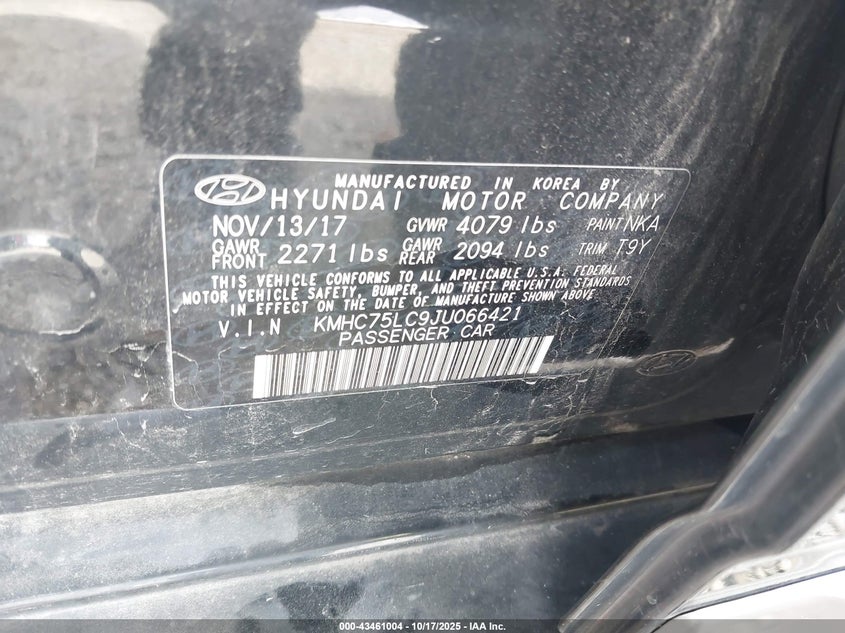 MANUFACTURED IN KOREA BY
HYUNDAI MOTOR COMPANY
NOV/13/17 GVWR 4079 lbs PAINT NKA
GAWR FRONT 2271 lbs GAWR REAR 2094 lbs TRIM T9Y
THIS VEHICLE CONFORMS TO ALL APPLICABLE U.S.A. FEDERAL
MOTOR VEHICLE SAFETY, BUMPER, AND THEFT PREVENTION STANDARDS
IN EFFECT ON THE DATE OF MANUFACTURE SHOWN ABOVE
V.I.N KMHC75LC9JU066421
PASSENGER CAR
000-43461004 - 10/17/2025 - IAA Inc.